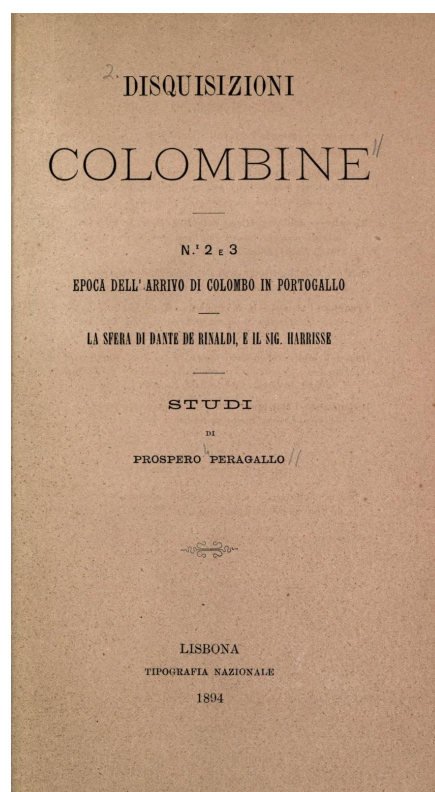 2.
DISQUISIZIONI
COLOMBINE
N.I 2 E 3
EPOCA DELL' ARRIVO DI COLOMBO IN PORTOGALLO
LA SFERA DI DANTE DE RINALDI, E IL SIG. HARRISSE
STUDI
DI
PROSPERO PERAGALLO
LISBONA
TIPOGRAFIA NAZIONALE
1894